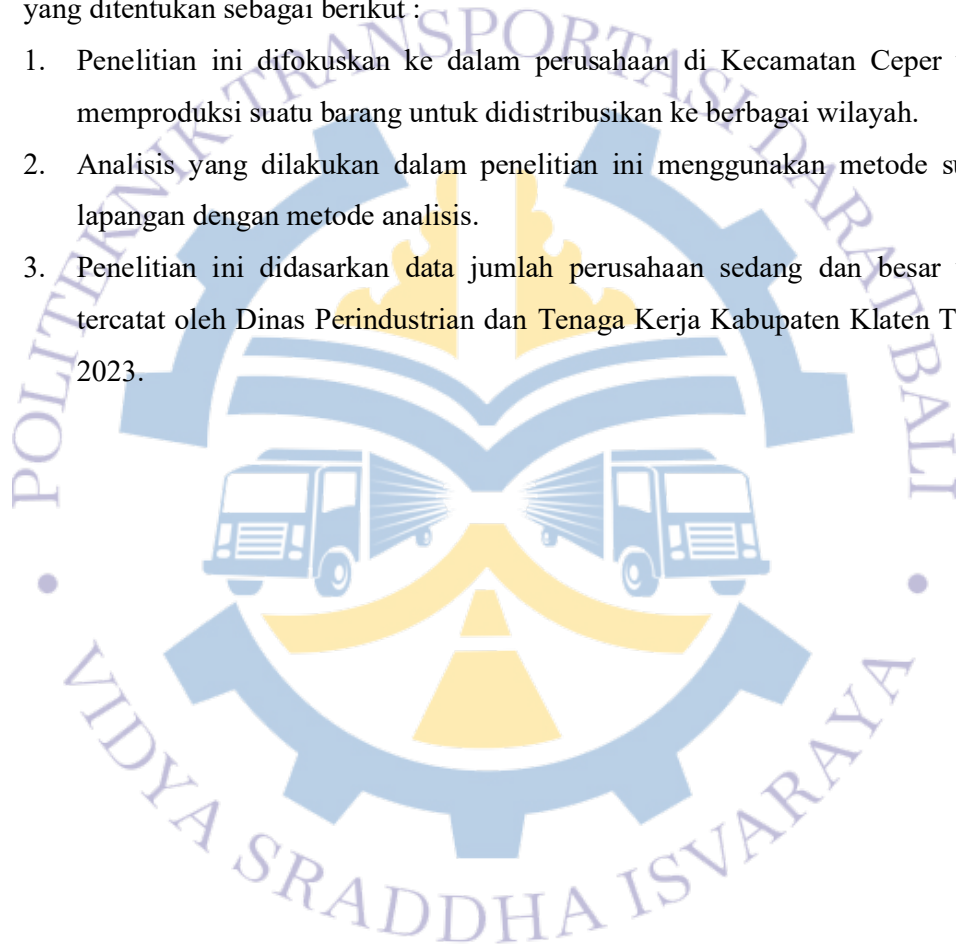 yang ditentukan sebagai berikut :
1. Penelitian ini difokuskan ke dalam perusahaan di Kecamatan Ceper
memproduksi suatu barang untuk didistribusikan ke berbagai wilayah.
2. Analisis yang dilakukan dalam penelitian ini menggunakan metode
lapangan dengan metode analisis.
3. Penelitian ini didasarkan data jumlah perusahaan sedang dan besar
tercatat oleh Dinas Perindustrian dan Tenaga Kerja Kabupaten Klaten
2023.
POLITEKNIK TRANSPORTASI DARAT BALI
VIDYA SRADDHA ISVARAYA